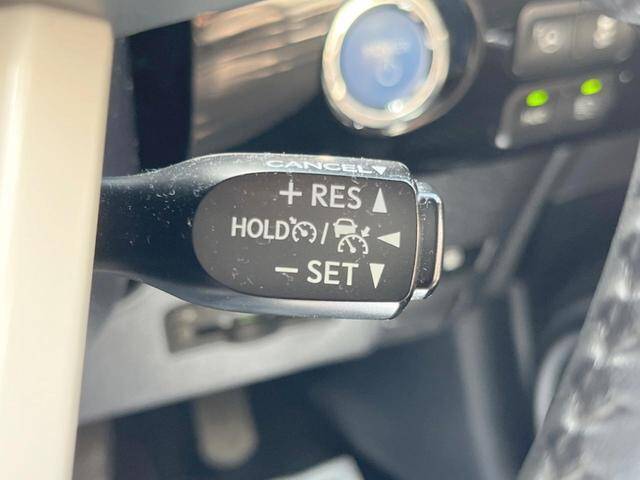 CANCEL▼
+ RES ▲
HOLD / ◀
− SET ▼